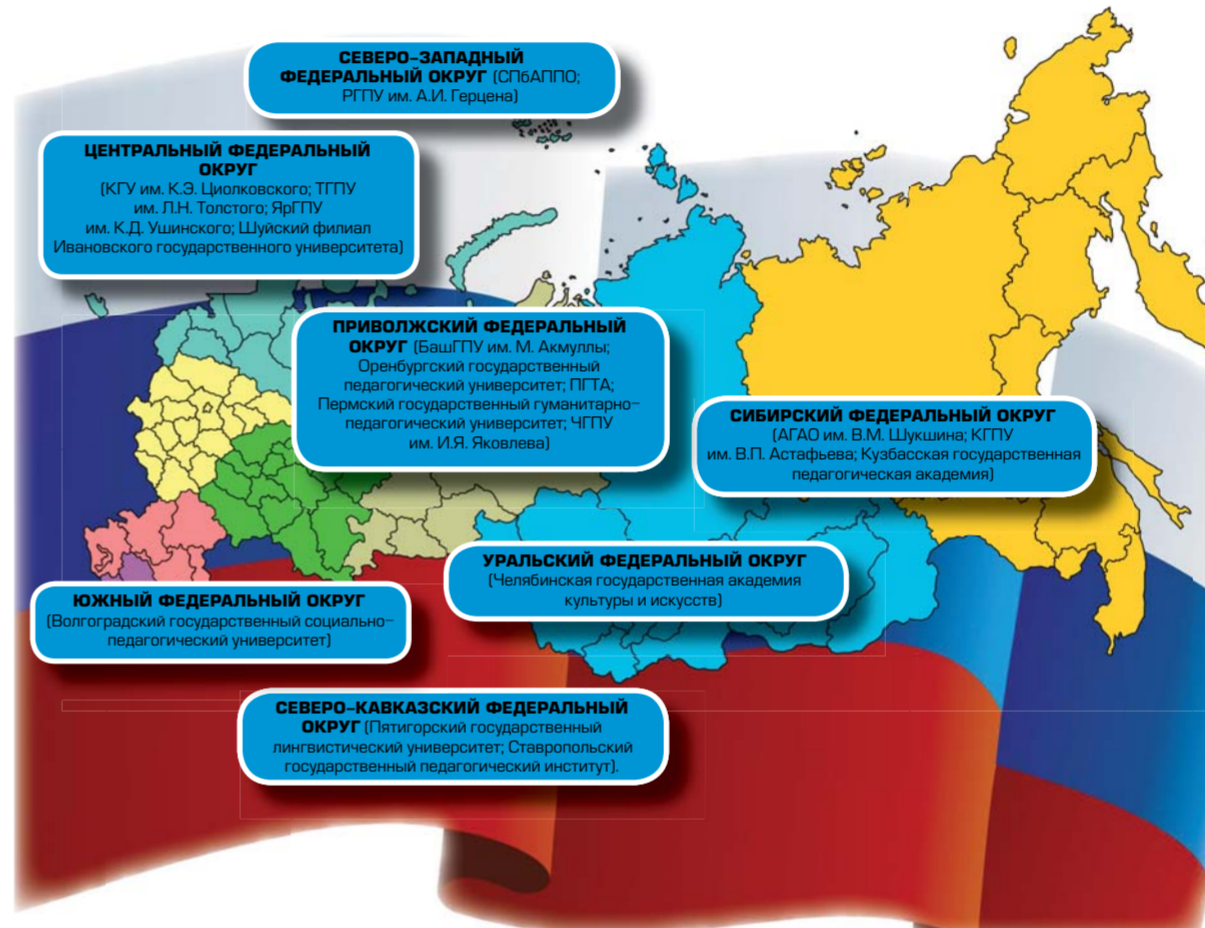 СЕВЕРО-ЗАПАДНЫЙ
ФЕДЕРАЛЬНЫЙ ОКРУГ (СПбАППО;
РГПУ им. А.И. Герцена)
ЦЕНТРАЛЬНЫЙ ФЕДЕРАЛЬНЫЙ
ОКРУГ
(КГУ им. К.Э. Циолковского; ТГПУ
им. Л.Н. Толстого; ЯрГПУ
им. К.Д. Ушинского; Шуйский филиал
Ивановского государственного университета)
ПРИВОЛЖСКИЙ ФЕДЕРАЛЬНЫЙ
ОКРУГ (БашГПУ им. М. Акмуллы;
Оренбургский государственный
педагогический университет; ПГТА;
Пермский государственный гуманитарно-
педагогический университет; ЧГПУ
им. И.Я. Яковлева)
СИБИРСКИЙ ФЕДЕРАЛЬНЫЙ ОКРУГ
(АГАО им. В.М. Шукшина; КГПУ
им. В.П. Астафьева; Кузбасская государственная
педагогическая академия)
УРАЛЬСКИЙ ФЕДЕРАЛЬНЫЙ ОКРУГ
(Челябинская государственная академия
культуры и искусств)
ЮЖНЫЙ ФЕДЕРАЛЬНЫЙ ОКРУГ
(Волгоградский государственный социально-
педагогический университет)
СЕВЕРО-КАВКАЗСКИЙ ФЕДЕРАЛЬНЫЙ
ОКРУГ (Пятигорский государственный
лингвистический университет; Ставропольский
государственный педагогический институт).